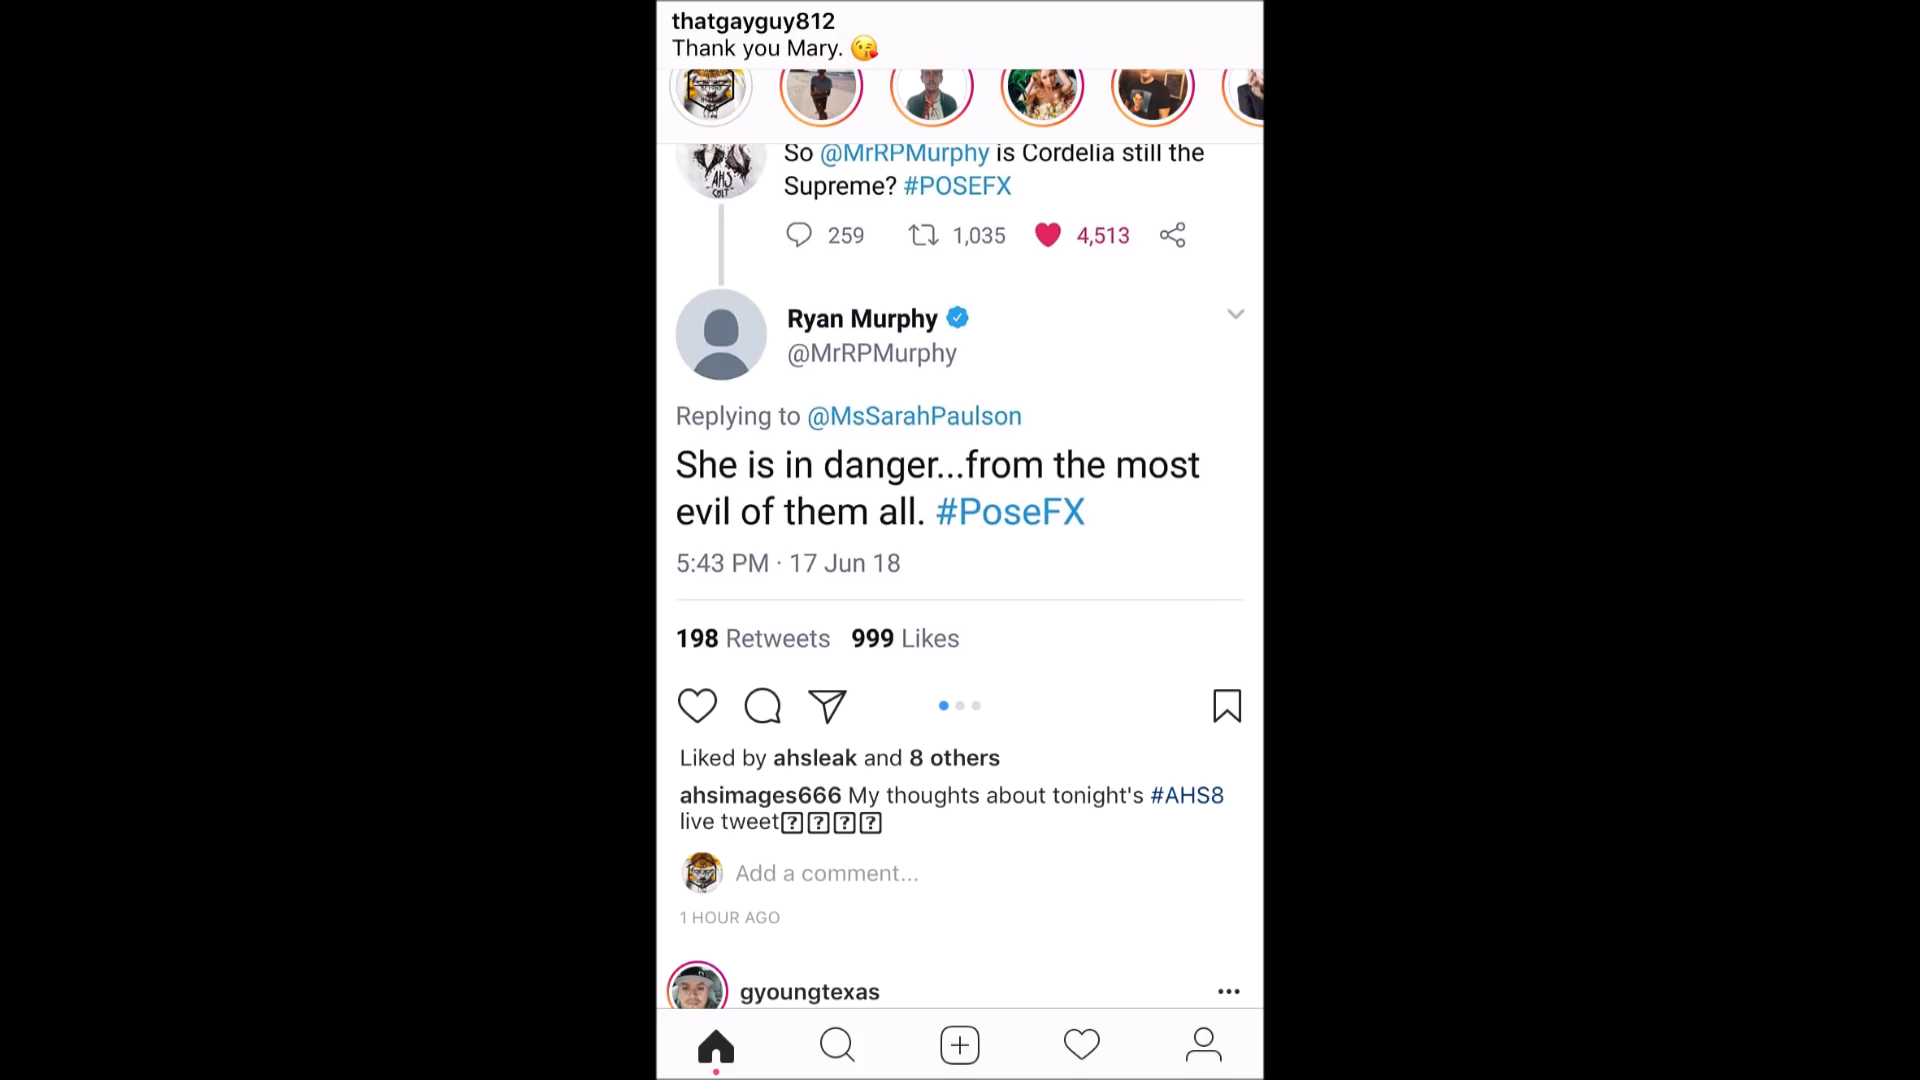 thatgayguy812
Thank you Mary. 😘
So @MrRPMurphy is Cordelia still the
Supreme? #POSEFX
AHS
CULT
259 1,035 4,513
Ryan Murphy
@MrRPMurphy
Replying to @MsSarahPaulson
She is in danger...from the most
evil of them all. #PoseFX
5:43 PM · 17 Jun 18
198 Retweets 999 Likes
Liked by ahsleak and 8 others
ahsimages666 My thoughts about tonight's #AHS8
live tweet⍰⍰⍰⍰
Add a comment...
1 HOUR AGO
gyoungtexas